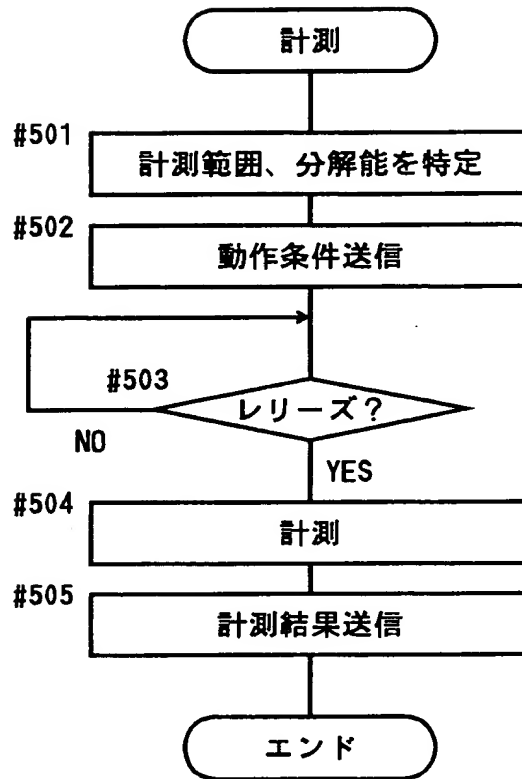 計測
#501
計測範囲、分解能を特定
#502
動作条件送信
#503
レリーズ?
NO
YES
#504
計測
#505
計測結果送信
エンド